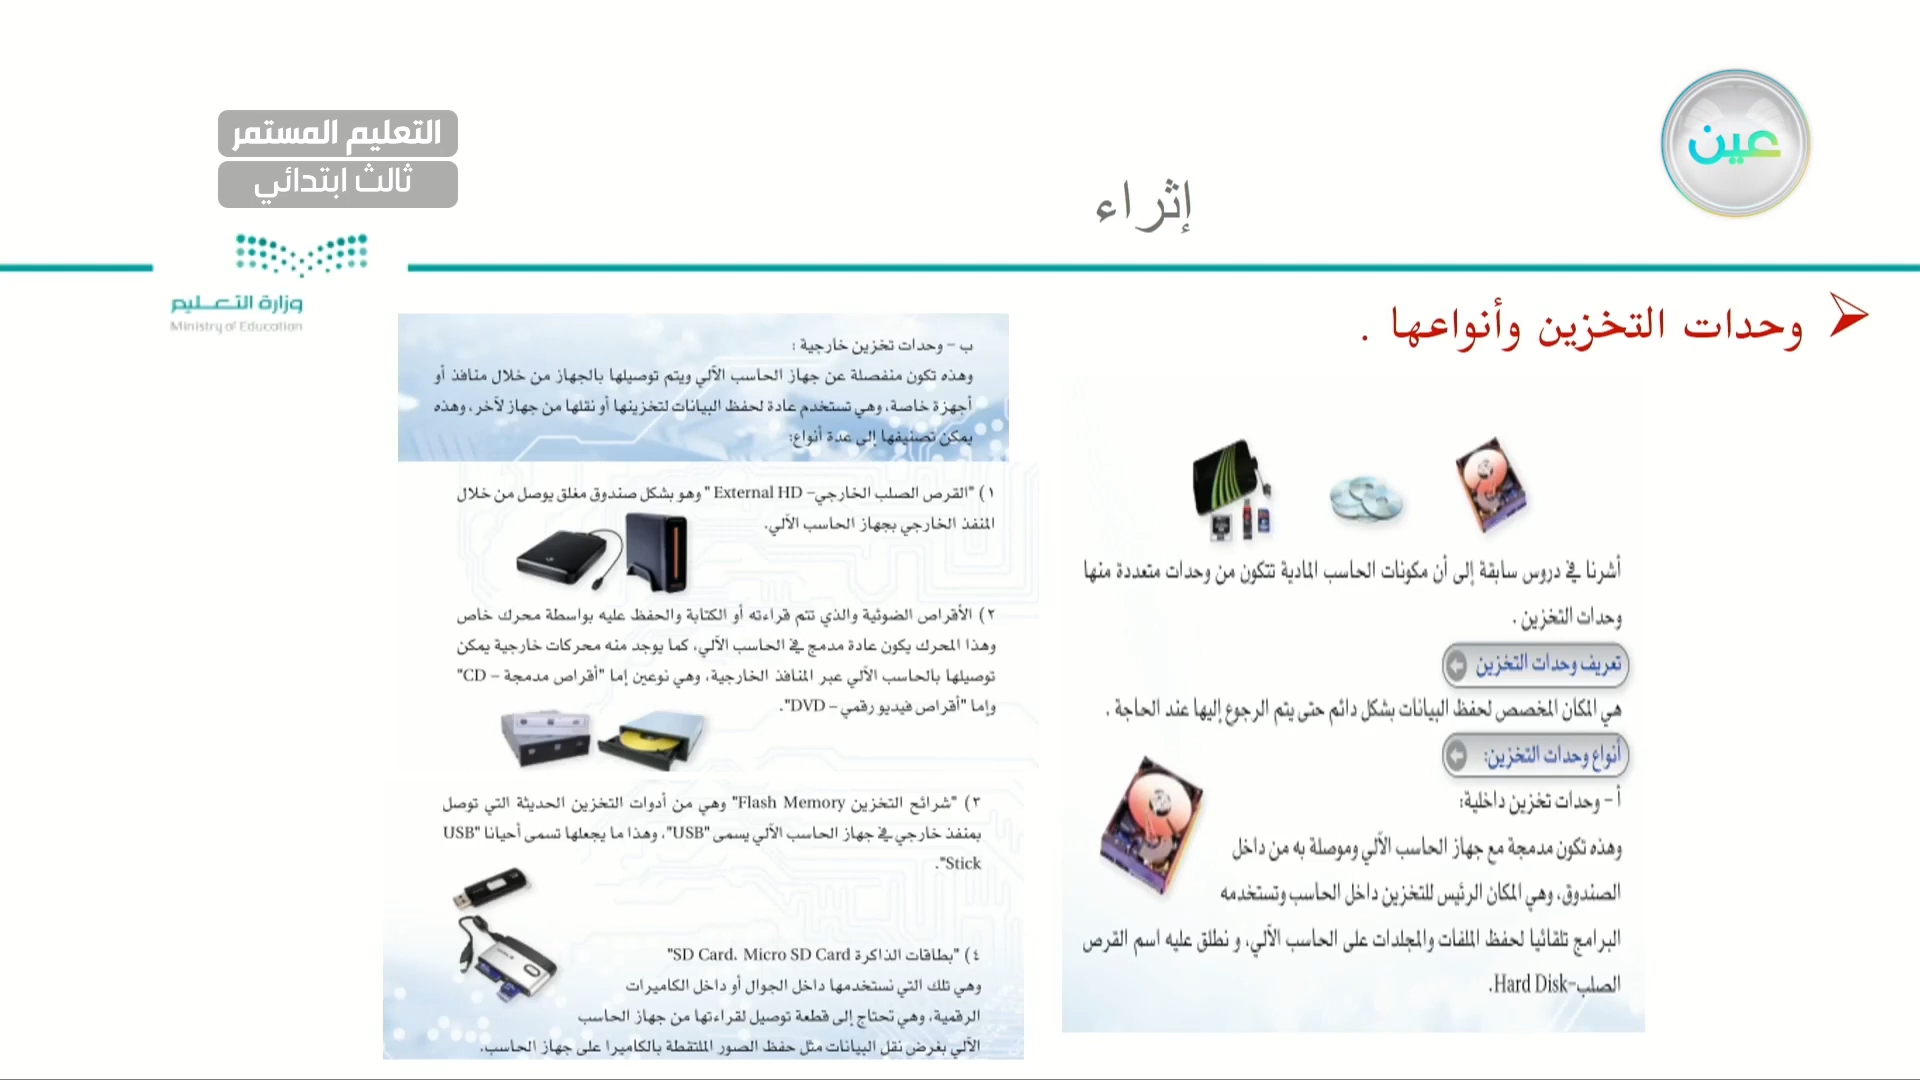 التعليم المستمر
ثالث ابتدائي
عين
إثراء
وزارة التعليم
Ministry of Education
وحدات التخزين وأنواعها .
أشرنا في دروس سابقة إلى أن مكونات الحاسب المادية تتكون من وحدات متعددة منها
وحدات التخزين .
تعريف وحدات التخزين
هي المكان المخصص لحفظ البيانات بشكل دائم حتى يتم الرجوع إليها عند الحاجة .
أنواع وحدات التخزين:
أ - وحدات تخزين داخلية:
وهذه تكون مدمجة مع جهاز الحاسب الآلي وموصلة به من داخل
الصندوق، وهي المكان الرئيس للتخزين داخل الحاسب وتستخدمه
البرامج تلقائيا لحفظ الملفات والمجلدات على الحاسب الآلي، و نطلق عليه اسم القرص
الصلب-Hard Disk.
ب - وحدات تخزين خارجية :
وهذه تكون منفصلة عن جهاز الحاسب الآلي ويتم توصيلها بالجهاز من خلال منافذ أو
أجهزة خاصة، وهي تستخدم عادة لحفظ البيانات لتخزينها أو نقلها من جهاز لآخر، وهذه
يمكن تصنيفها إلى عدة أنواع:
١) "القرص الصلب الخارجي- External HD" وهو بشكل صندوق مغلق يوصل من خلال
المنفذ الخارجي بجهاز الحاسب الآلي.
٢) الأقراص الضوئية والذي تتم قراءته أو الكتابة والحفظ عليه بواسطة محرك خاص
وهذا المحرك يكون عادة مدمج في الحاسب الآلي، كما يوجد منه محركات خارجية يمكن
توصيلها بالحاسب الآلي عبر المنافذ الخارجية، وهي نوعين إما "أقراص مدمجة - CD"
وإما "أقراص فيديو رقمي - DVD".
٣) "شرائح التخزين Flash Memory" وهي من أدوات التخزين الحديثة التي توصل
بمنفذ خارجي في جهاز الحاسب الآلي يسمى "USB"، وهذا ما يجعلها تسمى أحيانا "USB
Stick".
٤) "بطاقات الذاكرة SD Card، Micro SD Card"
وهي تلك التي نستخدمها داخل الجوال أو داخل الكاميرات
الرقمية، وهي تحتاج إلى قطعة توصيل لقراءتها من جهاز الحاسب
الآلي بغرض نقل البيانات مثل حفظ الصور الملتقطة بالكاميرا على جهاز الحاسب.